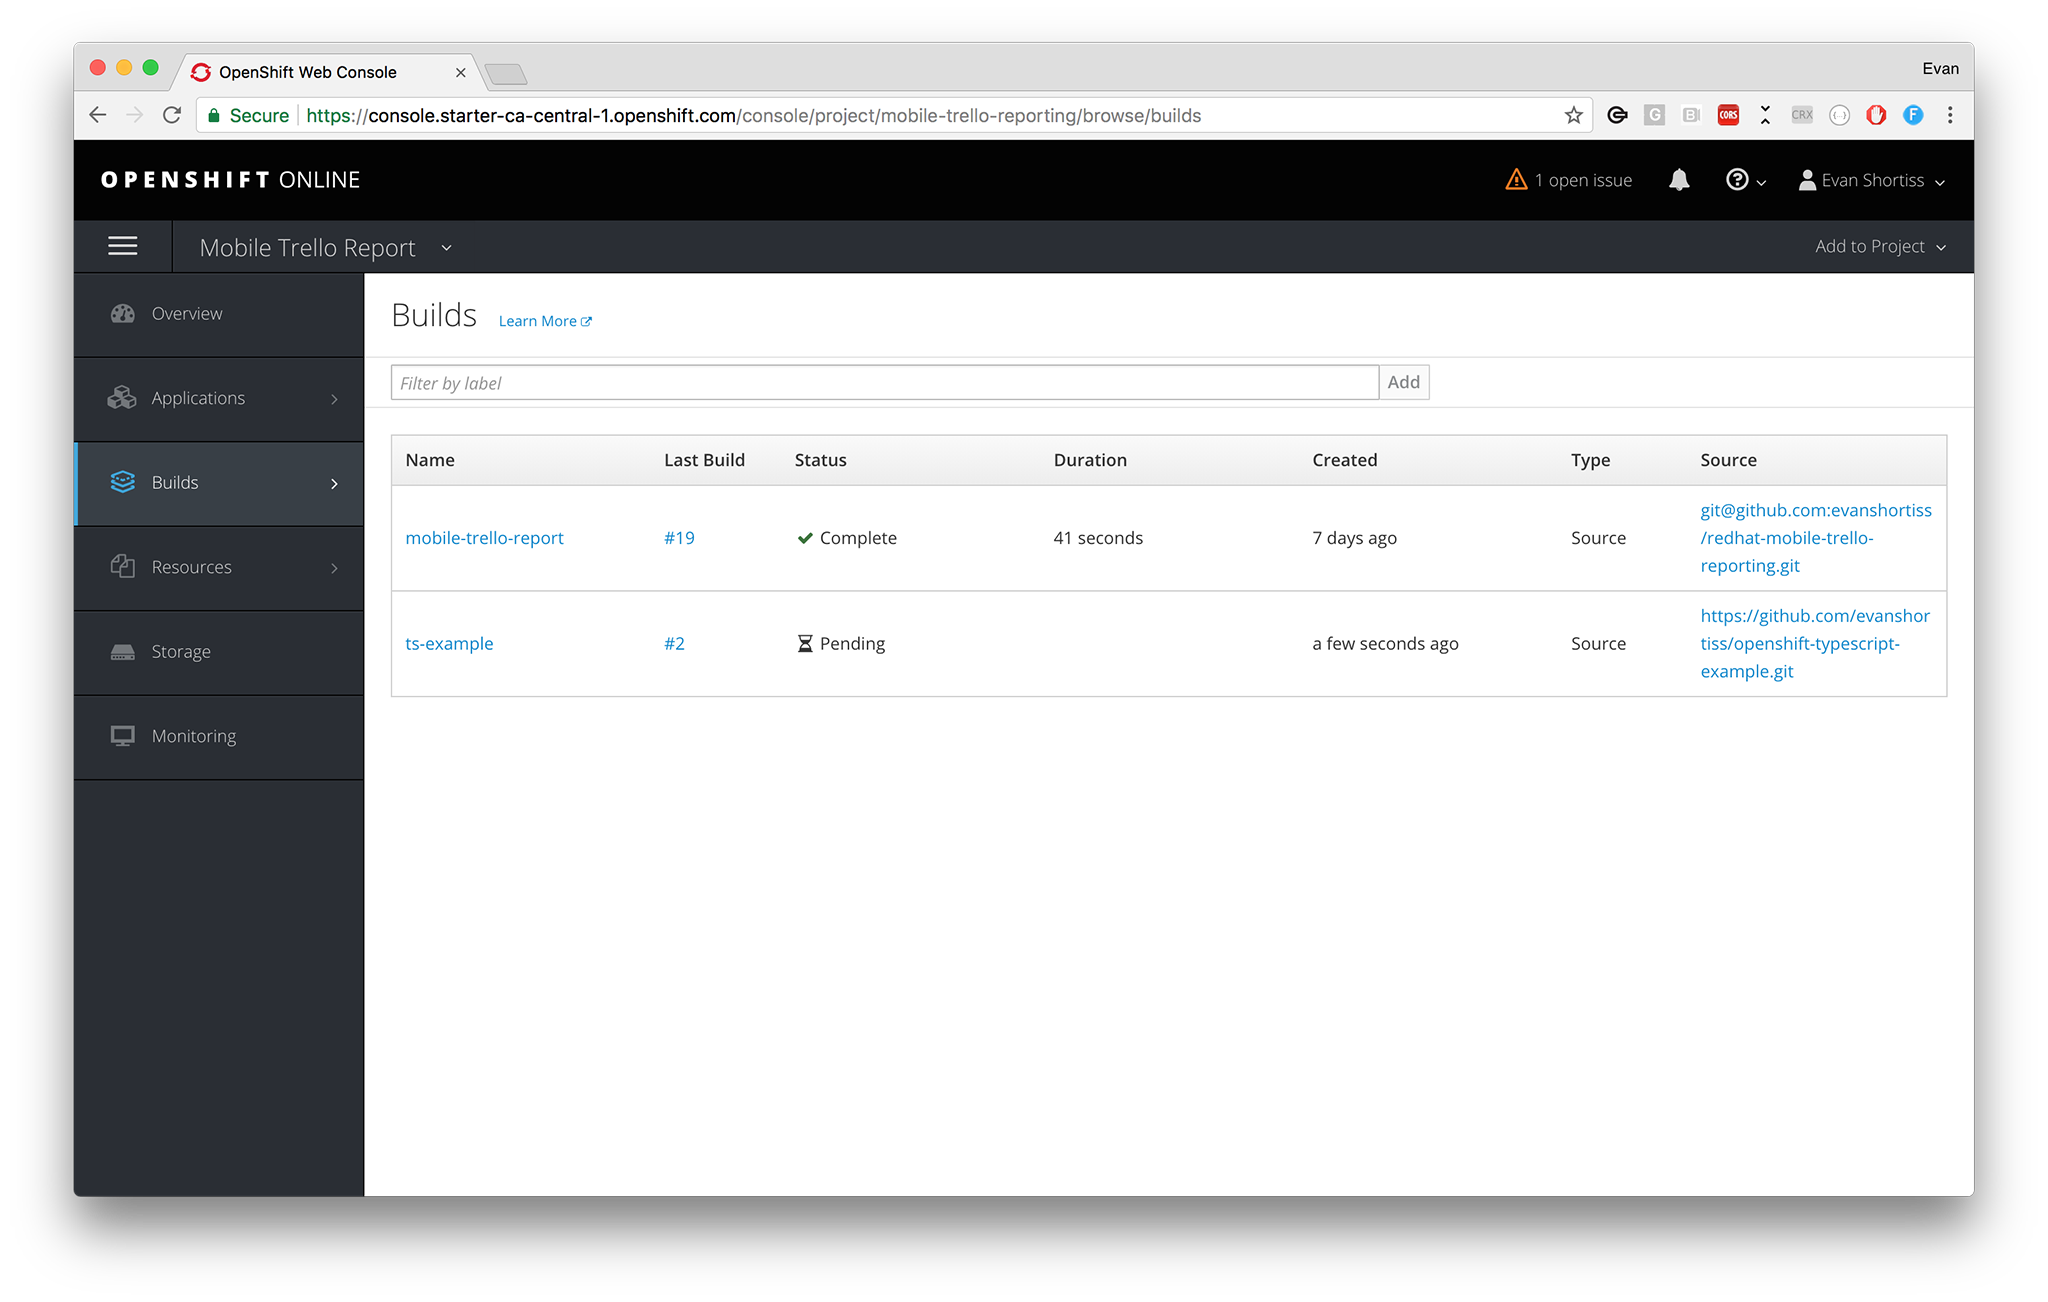 OpenShift Web Console
Evan
Secure https://console.starter-ca-central-1.openshift.com/console/project/mobile-trello-reporting/browse/builds
G
B
CORS
CRX
F
OPENSHIFT ONLINE
1 open issue
Evan Shortiss
Mobile Trello Report
Add to Project
Overview
Applications
Builds
Resources
Storage
Monitoring
Builds Learn More
Filter by label
Add
Name Last Build Status Duration Created Type Source
mobile-trello-report #19 Complete 41 seconds 7 days ago Source
git@github.com:evanshortiss
/redhat-mobile-trello-
reporting.git
ts-example #2 Pending a few seconds ago Source
https://github.com/evanshor
tiss/openshift-typescript-
example.git